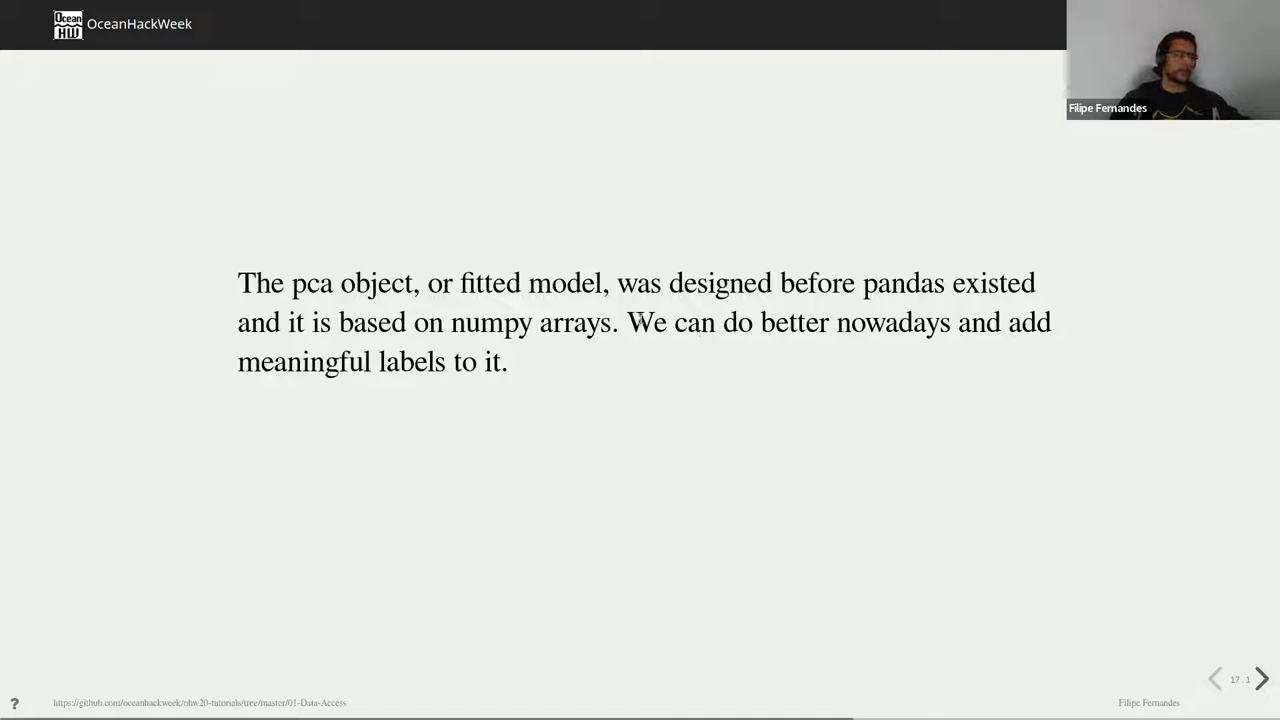 Ocean
HW
OceanHackWeek
Filipe Fernandes
The pca object, or fitted model, was designed before pandas existed
and it is based on numpy arrays. We can do better nowadays and add
meaningful labels to it.
17.1
?
https://github.com/oceanhackweek/ohw20-tutorials/tree/master/01-Data-Access
Filipe Fernandes